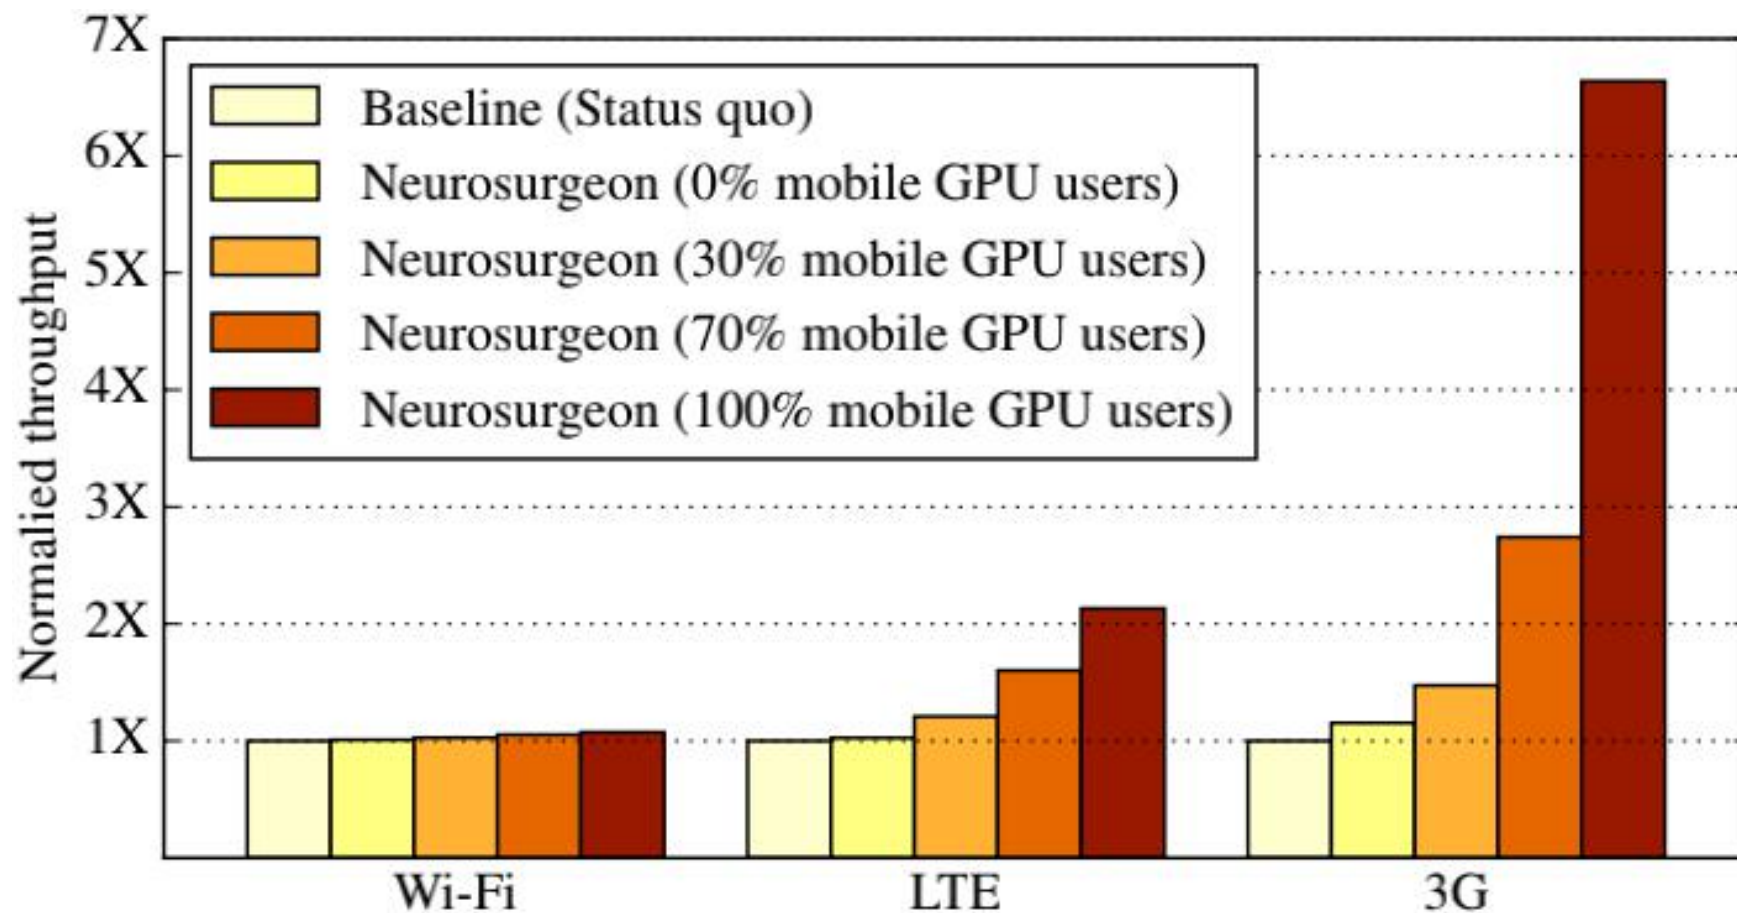 7X
6X
5X
4X
3X
2X
1X
Normalied throughput
Baseline (Status quo)
Neurosurgeon (0% mobile GPU users)
Neurosurgeon (30% mobile GPU users)
Neurosurgeon (70% mobile GPU users)
Neurosurgeon (100% mobile GPU users)
Wi-Fi
LTE
3G